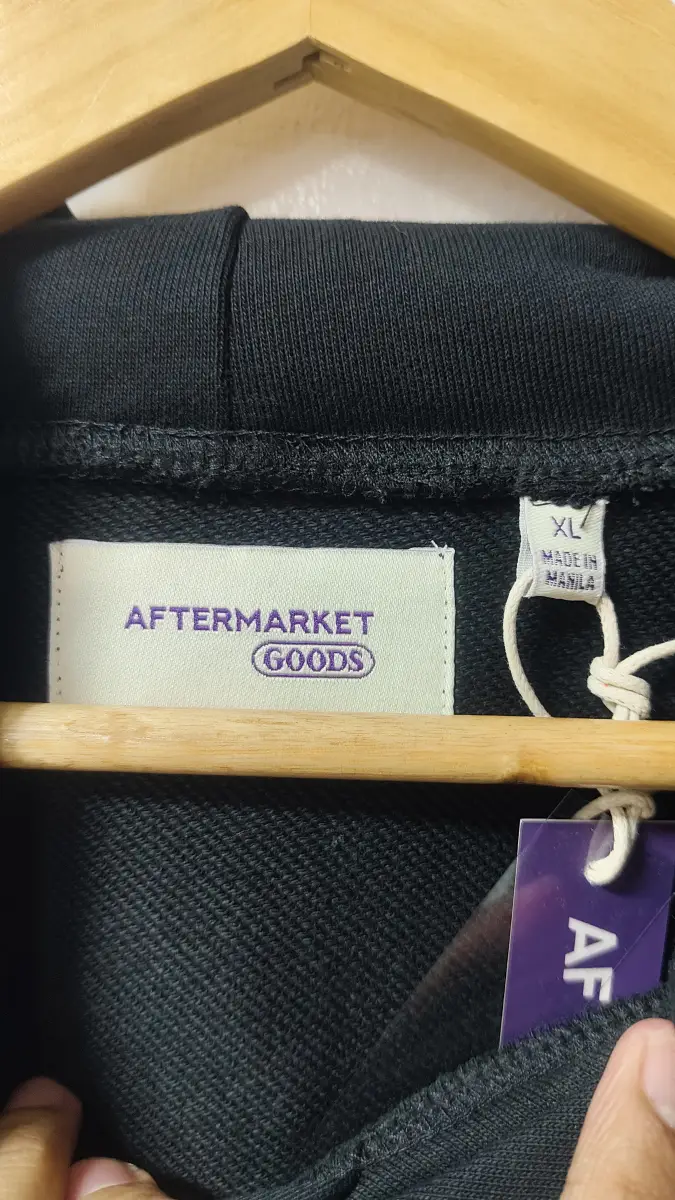 XL
MADE IN
MANILA
AFTERMARKET
GOODS
AF